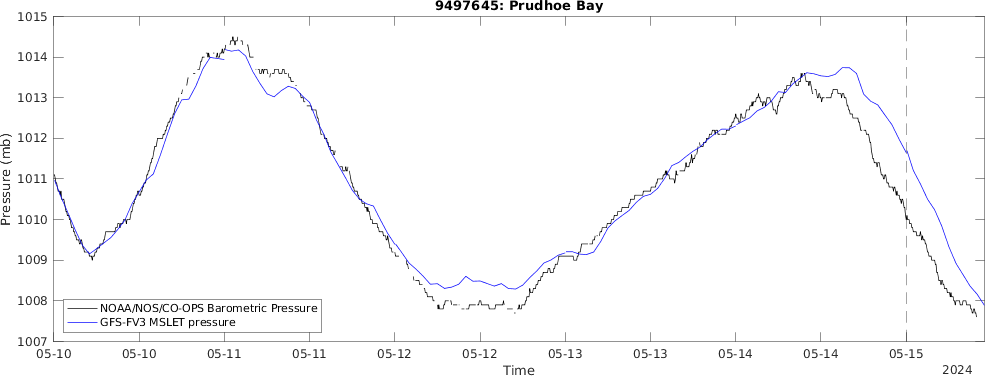 9497645: Prudhoe Bay
1015
1014
1013
1012
1011
1010
1009
1008
1007
Pressure (mb)
NOAA/NOS/CO-OPS Barometric Pressure
GFS-FV3 MSLET pressure
05-10 05-10 05-11 05-11 05-12 05-12 05-13 05-13 05-14 05-14 05-15
Time
2024